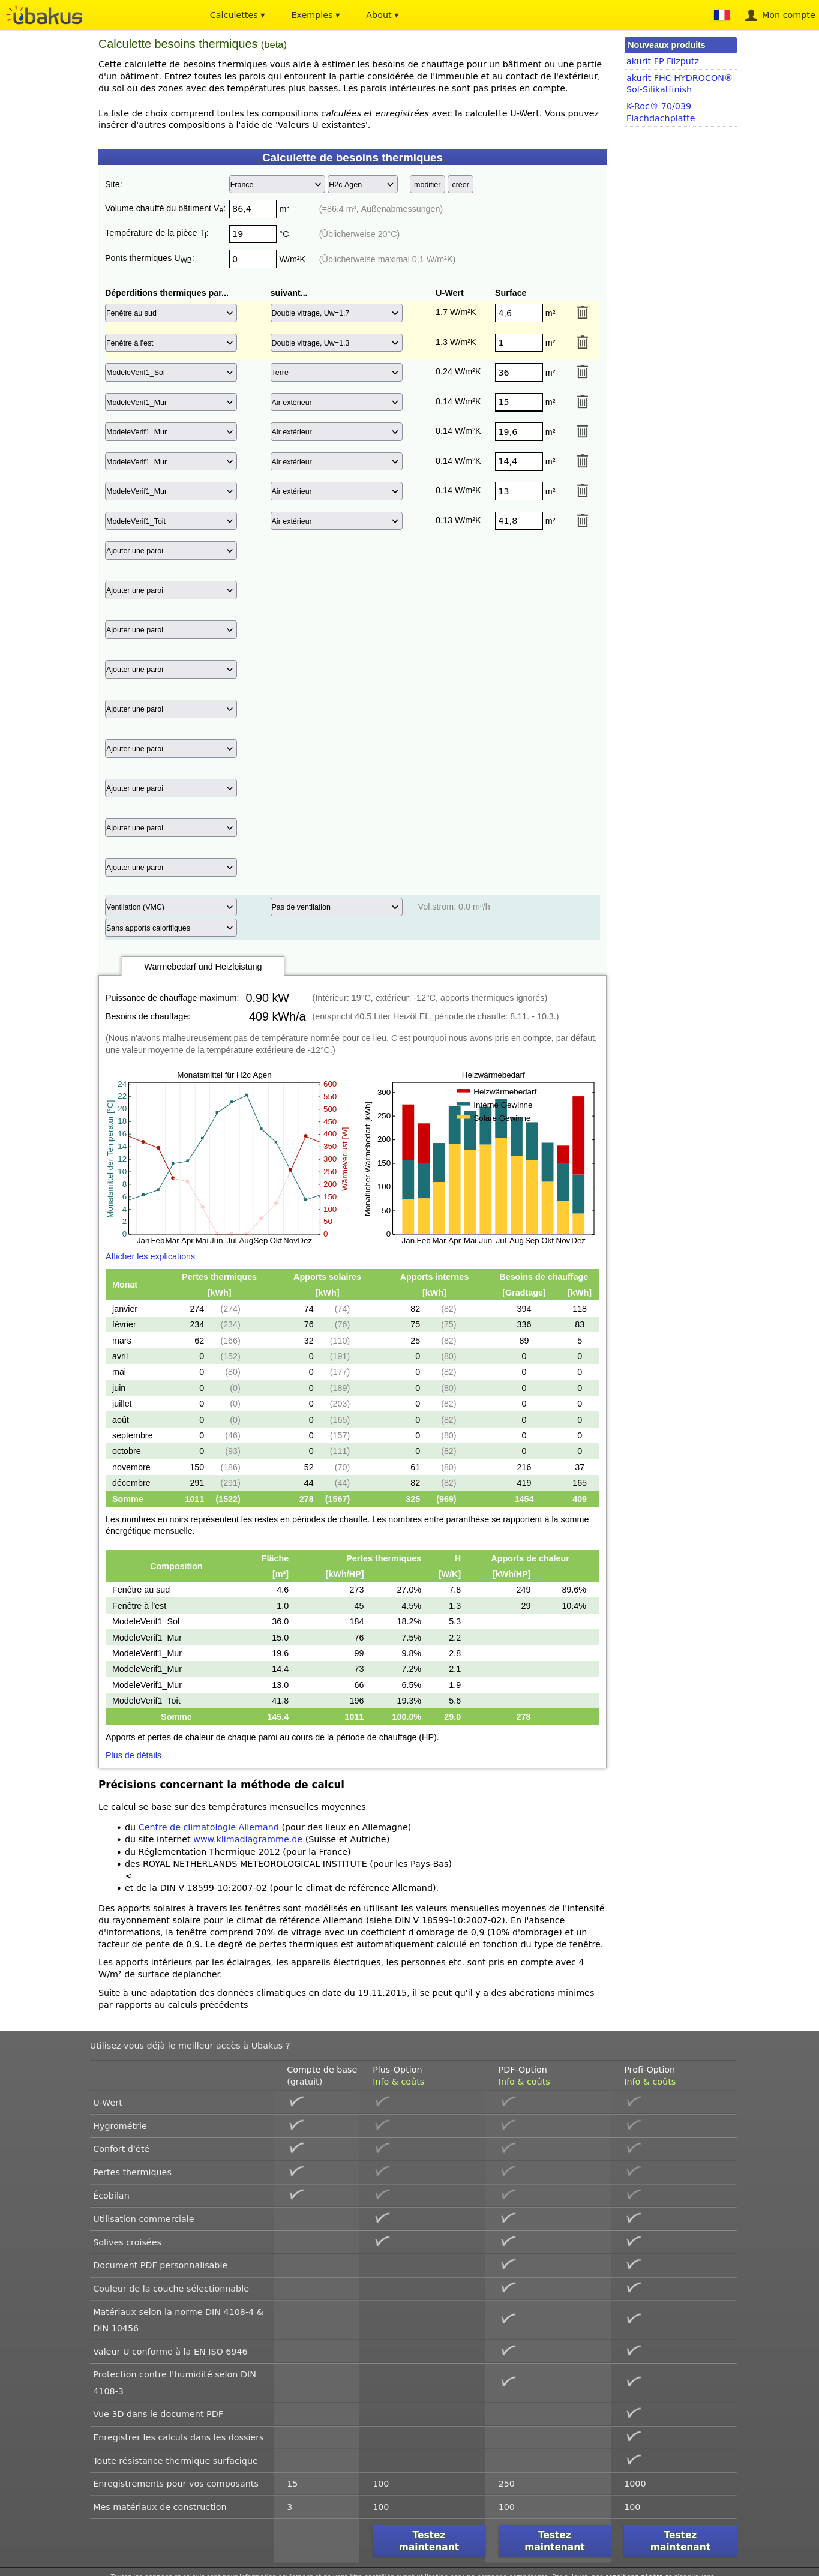 ubakus
Calculettes ▾ Exemples ▾ About ▾ Mon compte
Calculette besoins thermiques (beta)
Cette calculette de besoins thermiques vous aide à estimer les besoins de chauffage pour un bâtiment ou une partie
d'un bâtiment. Entrez toutes les parois qui entourent la partie considérée de l'immeuble et au contact de l'extérieur,
du sol ou des zones avec des températures plus basses. Les parois intérieures ne sont pas prises en compte.
La liste de choix comprend toutes les compositions calculées et enregistrées avec la calculette U-Wert. Vous pouvez
insérer d'autres compositions à l'aide de 'Valeurs U existantes'.
Nouveaux produits
akurit FP Filzputz
akurit FHC HYDROCON®
Sol-Silikatfinish
K-Roc® 70/039
Flachdachplatte
Calculette de besoins thermiques
Site: France H2c Agen modifier créer
Volume chauffé du bâtiment Ve: 86,4 m³ (=86.4 m³, Außenabmessungen)
Température de la pièce Ti: 19 °C (Üblicherweise 20°C)
Ponts thermiques UWB: 0 W/m²K (Üblicherweise maximal 0,1 W/m²K)
Déperditions thermiques par... suivant... U-Wert Surface
Fenêtre au sud Double vitrage, Uw=1.7 1.7 W/m²K 4,6 m²
Fenêtre à l'est Double vitrage, Uw=1.3 1.3 W/m²K 1 m²
ModeleVerif1_Sol Terre 0.24 W/m²K 36 m²
ModeleVerif1_Mur Air extérieur 0.14 W/m²K 15 m²
ModeleVerif1_Mur Air extérieur 0.14 W/m²K 19,6 m²
ModeleVerif1_Mur Air extérieur 0.14 W/m²K 14,4 m²
ModeleVerif1_Mur Air extérieur 0.14 W/m²K 13 m²
ModeleVerif1_Toit Air extérieur 0.13 W/m²K 41,8 m²
Ajouter une paroi
Ajouter une paroi
Ajouter une paroi
Ajouter une paroi
Ajouter une paroi
Ajouter une paroi
Ajouter une paroi
Ajouter une paroi
Ajouter une paroi
Ventilation (VMC) Pas de ventilation Vol.strom: 0.0 m³/h
Sans apports calorifiques
Wärmebedarf und Heizleistung
Puissance de chauffage maximum: 0.90 kW (Intérieur: 19°C, extérieur: -12°C, apports thermiques ignorés)
Besoins de chauffage: 409 kWh/a (entspricht 40.5 Liter Heizöl EL, période de chauffe: 8.11. - 10.3.)
(Nous n'avons malheureusement pas de température normée pour ce lieu. C'est pourquoi nous avons pris en compte, par défaut,
une valeur moyenne de la température extérieure de -12°C.)
Monatsmittel für H2c Agen
Monatsmittel der Temperatur [°C]
24 22 20 18 16 14 12 10 8 6 4 2 0
600 550 500 450 400 350 300 250 200 150 100 50 0
Wärmeverlust [W]
Jan Feb Mär Apr Mai Jun Jul Aug Sep Okt Nov Dez
Heizwärmebedarf
Monatlicher Wärmebedarf [kWh]
300 250 200 150 100 50 0
Heizwärmebedarf
Interne Gewinne
Solare Gewinne
Jan Feb Mär Apr Mai Jun Jul Aug Sep Okt Nov Dez
Afficher les explications
Monat Pertes thermiques Apports solaires Apports internes Besoins de chauffage
[kWh] [kWh] [kWh] [Gradtage] [kWh]
janvier 274 (274) 74 (74) 82 (82) 394 118
février 234 (234) 76 (76) 75 (75) 336 83
mars 62 (166) 32 (110) 25 (82) 89 5
avril 0 (152) 0 (191) 0 (80) 0 0
mai 0 (80) 0 (177) 0 (82) 0 0
juin 0 (0) 0 (189) 0 (80) 0 0
juillet 0 (0) 0 (203) 0 (82) 0 0
août 0 (0) 0 (165) 0 (82) 0 0
septembre 0 (46) 0 (157) 0 (80) 0 0
octobre 0 (93) 0 (111) 0 (82) 0 0
novembre 150 (186) 52 (70) 61 (80) 216 37
décembre 291 (291) 44 (44) 82 (82) 419 165
Somme 1011 (1522) 278 (1567) 325 (969) 1454 409
Les nombres en noirs représentent les restes en périodes de chauffe. Les nombres entre paranthèse se rapportent à la somme
énergétique mensuelle.
Composition Fläche Pertes thermiques H Apports de chaleur
[m²] [kWh/HP] [W/K] [kWh/HP]
Fenêtre au sud 4.6 273 27.0% 7.8 249 89.6%
Fenêtre à l'est 1.0 45 4.5% 1.3 29 10.4%
ModeleVerif1_Sol 36.0 184 18.2% 5.3
ModeleVerif1_Mur 15.0 76 7.5% 2.2
ModeleVerif1_Mur 19.6 99 9.8% 2.8
ModeleVerif1_Mur 14.4 73 7.2% 2.1
ModeleVerif1_Mur 13.0 66 6.5% 1.9
ModeleVerif1_Toit 41.8 196 19.3% 5.6
Somme 145.4 1011 100.0% 29.0 278
Apports et pertes de chaleur de chaque paroi au cours de la période de chauffage (HP).
Plus de détails
Précisions concernant la méthode de calcul
Le calcul se base sur des températures mensuelles moyennes
• du Centre de climatologie Allemand (pour des lieux en Allemagne)
• du site internet www.klimadiagramme.de (Suisse et Autriche)
• du Réglementation Thermique 2012 (pour la France)
• des ROYAL NETHERLANDS METEOROLOGICAL INSTITUTE (pour les Pays-Bas)
<
• et de la DIN V 18599-10:2007-02 (pour le climat de référence Allemand).
Des apports solaires à travers les fenêtres sont modélisés en utilisant les valeurs mensuelles moyennes de l'intensité
du rayonnement solaire pour le climat de référence Allemand (siehe DIN V 18599-10:2007-02). En l'absence
d'informations, la fenêtre comprend 70% de vitrage avec un coefficient d'ombrage de 0,9 (10% d'ombrage) et un
facteur de pente de 0,9. Le degré de pertes thermiques est automatiquement calculé en fonction du type de fenêtre.
Les apports intérieurs par les éclairages, les appareils électriques, les personnes etc. sont pris en compte avec 4
W/m² de surface deplancher.
Suite à une adaptation des données climatiques en date du 19.11.2015, il se peut qu'il y a des abérations minimes
par rapports au calculs précédents
Utilisez-vous déjà le meilleur accès à Ubakus ?
Compte de base Plus-Option PDF-Option Profi-Option
(gratuit) Info & coûts Info & coûts Info & coûts
U-Wert
Hygrométrie
Confort d'été
Pertes thermiques
Écobilan
Utilisation commerciale
Solives croisées
Document PDF personnalisable
Couleur de la couche sélectionnable
Matériaux selon la norme DIN 4108-4 &
DIN 10456
Valeur U conforme à la EN ISO 6946
Protection contre l'humidité selon DIN
4108-3
Vue 3D dans le document PDF
Enregistrer les calculs dans les dossiers
Toute résistance thermique surfacique
Enregistrements pour vos composants 15 100 250 1000
Mes matériaux de construction 3 100 100 100
Testez maintenant Testez maintenant Testez maintenant